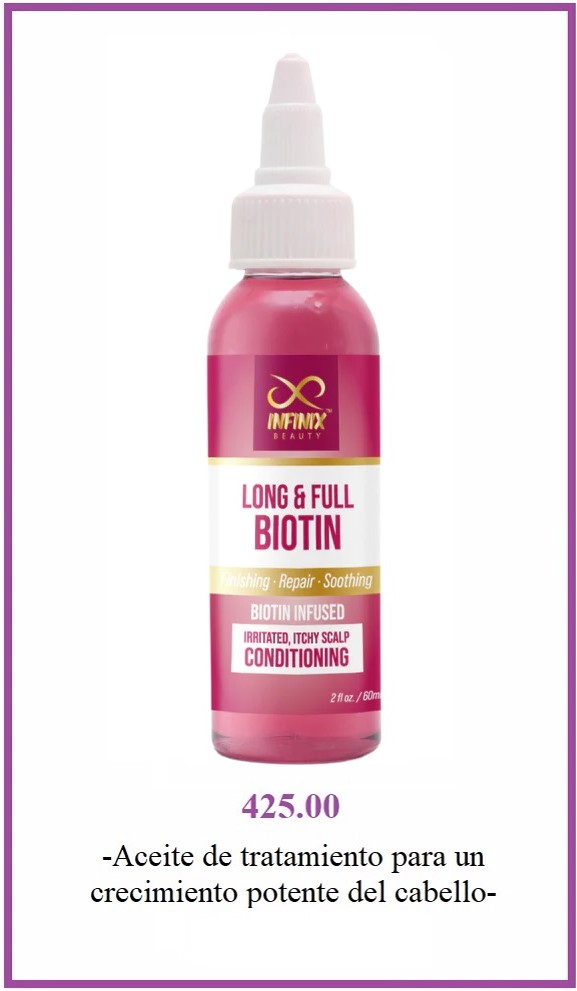 INFINIX™
BEAUTY
LONG & FULL
BIOTIN
· Repair · Soothing
BIOTIN INFUSED
IRRITATED, ITCHY SCALP
CONDITIONING
2 fl oz. / 60m
425.00
-Aceite de tratamiento para un
crecimiento potente del cabello-